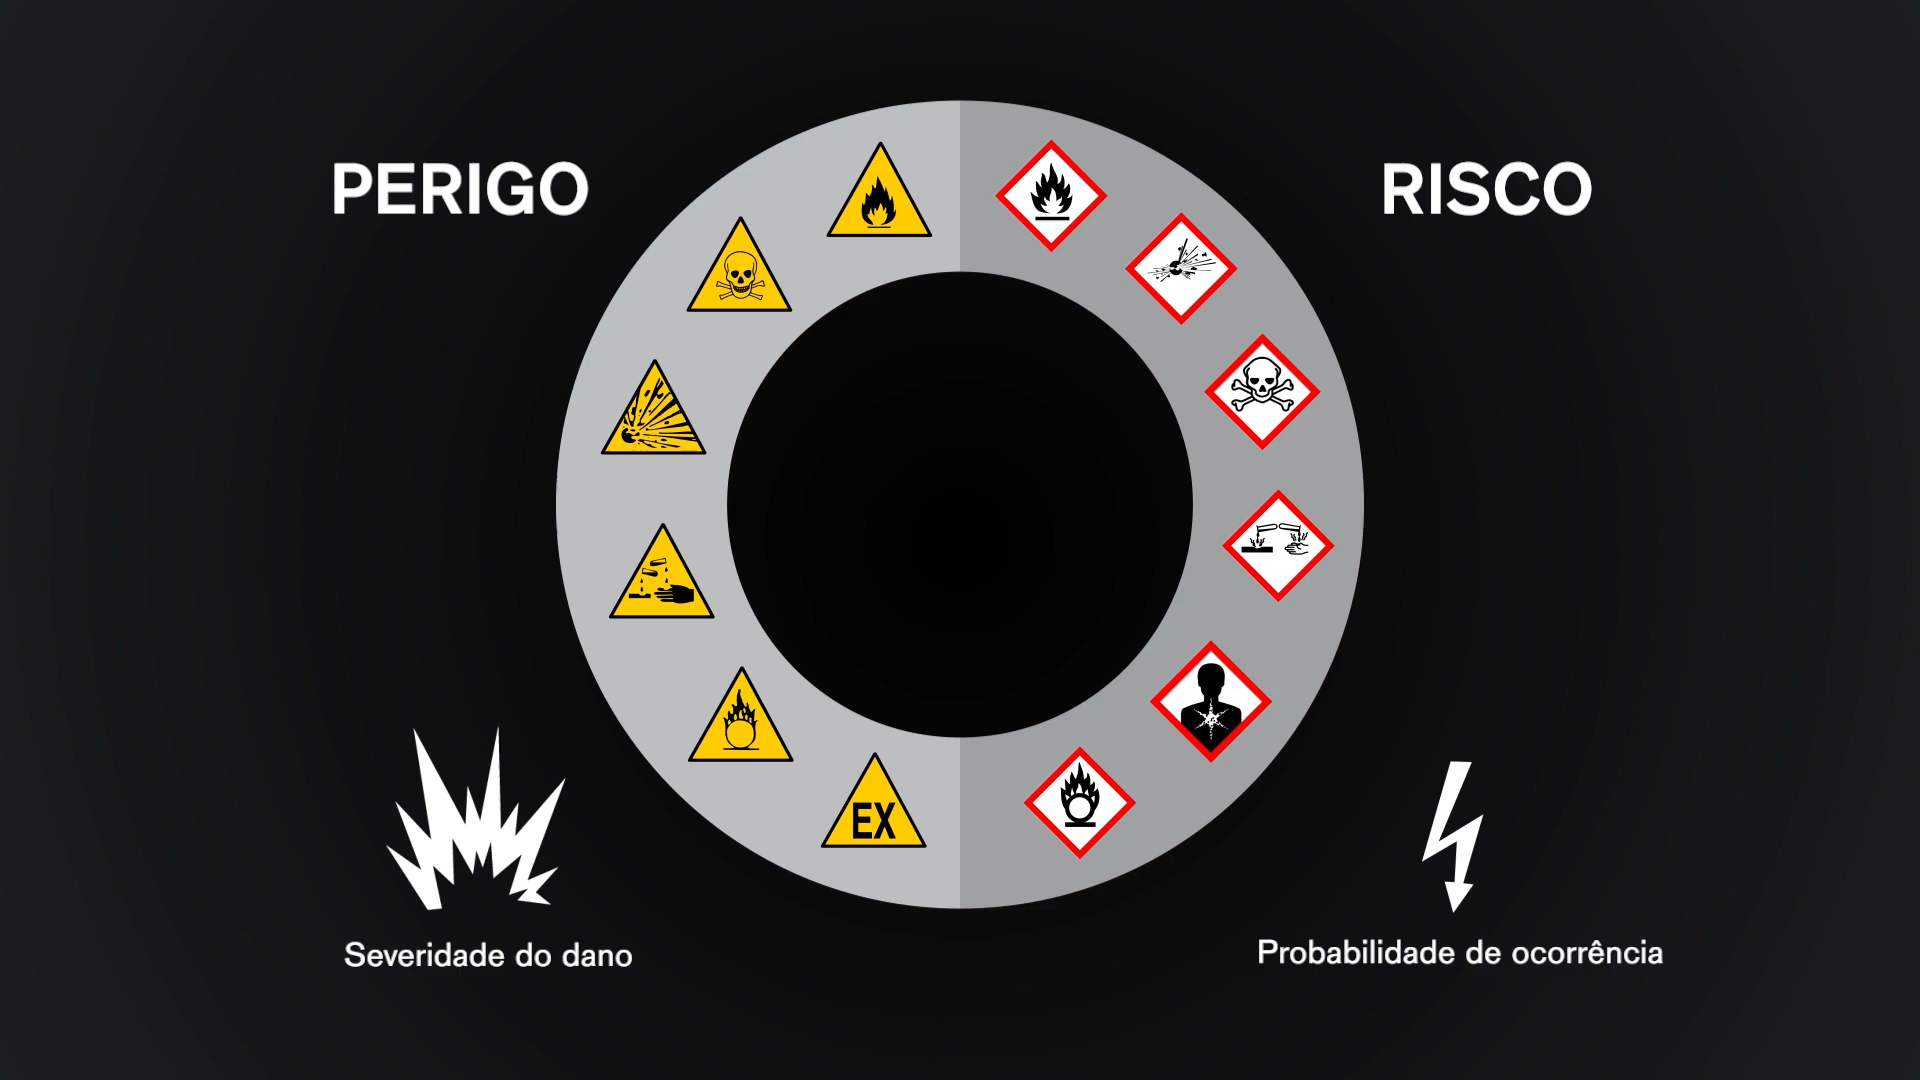 PERIGO
RISCO
EX
Severidade do dano
Probabilidade de ocorrência